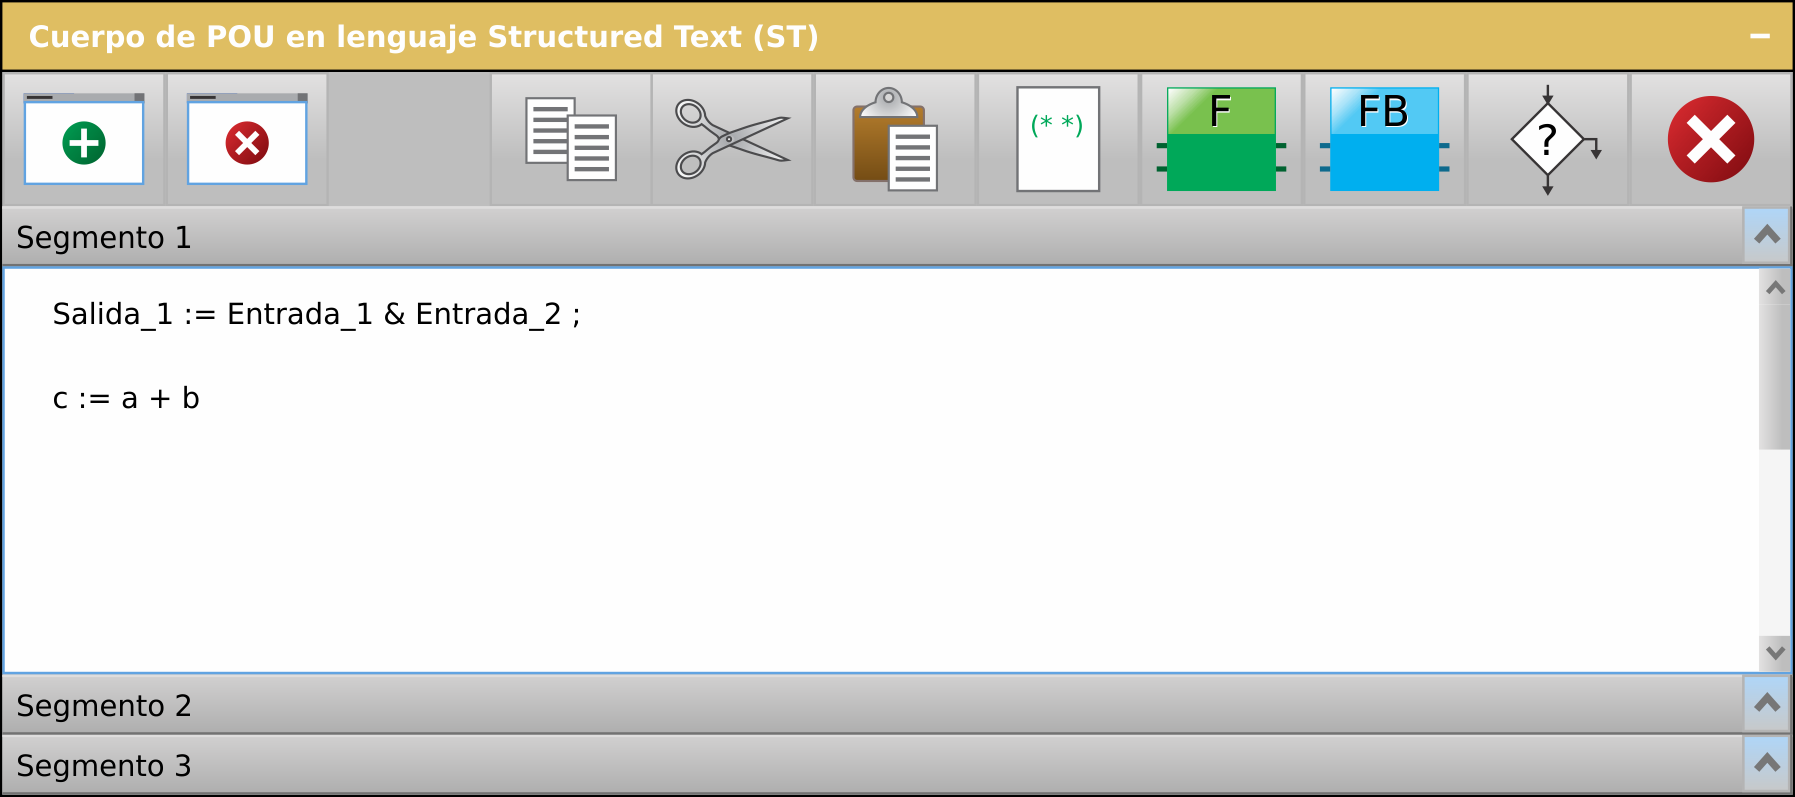 Cuerpo de POU en lenguaje Structured Text (ST)
(* *)
F
FB
?
Segmento 1
Salida_1 := Entrada_1 & Entrada_2 ;
c := a + b
Segmento 2
Segmento 3